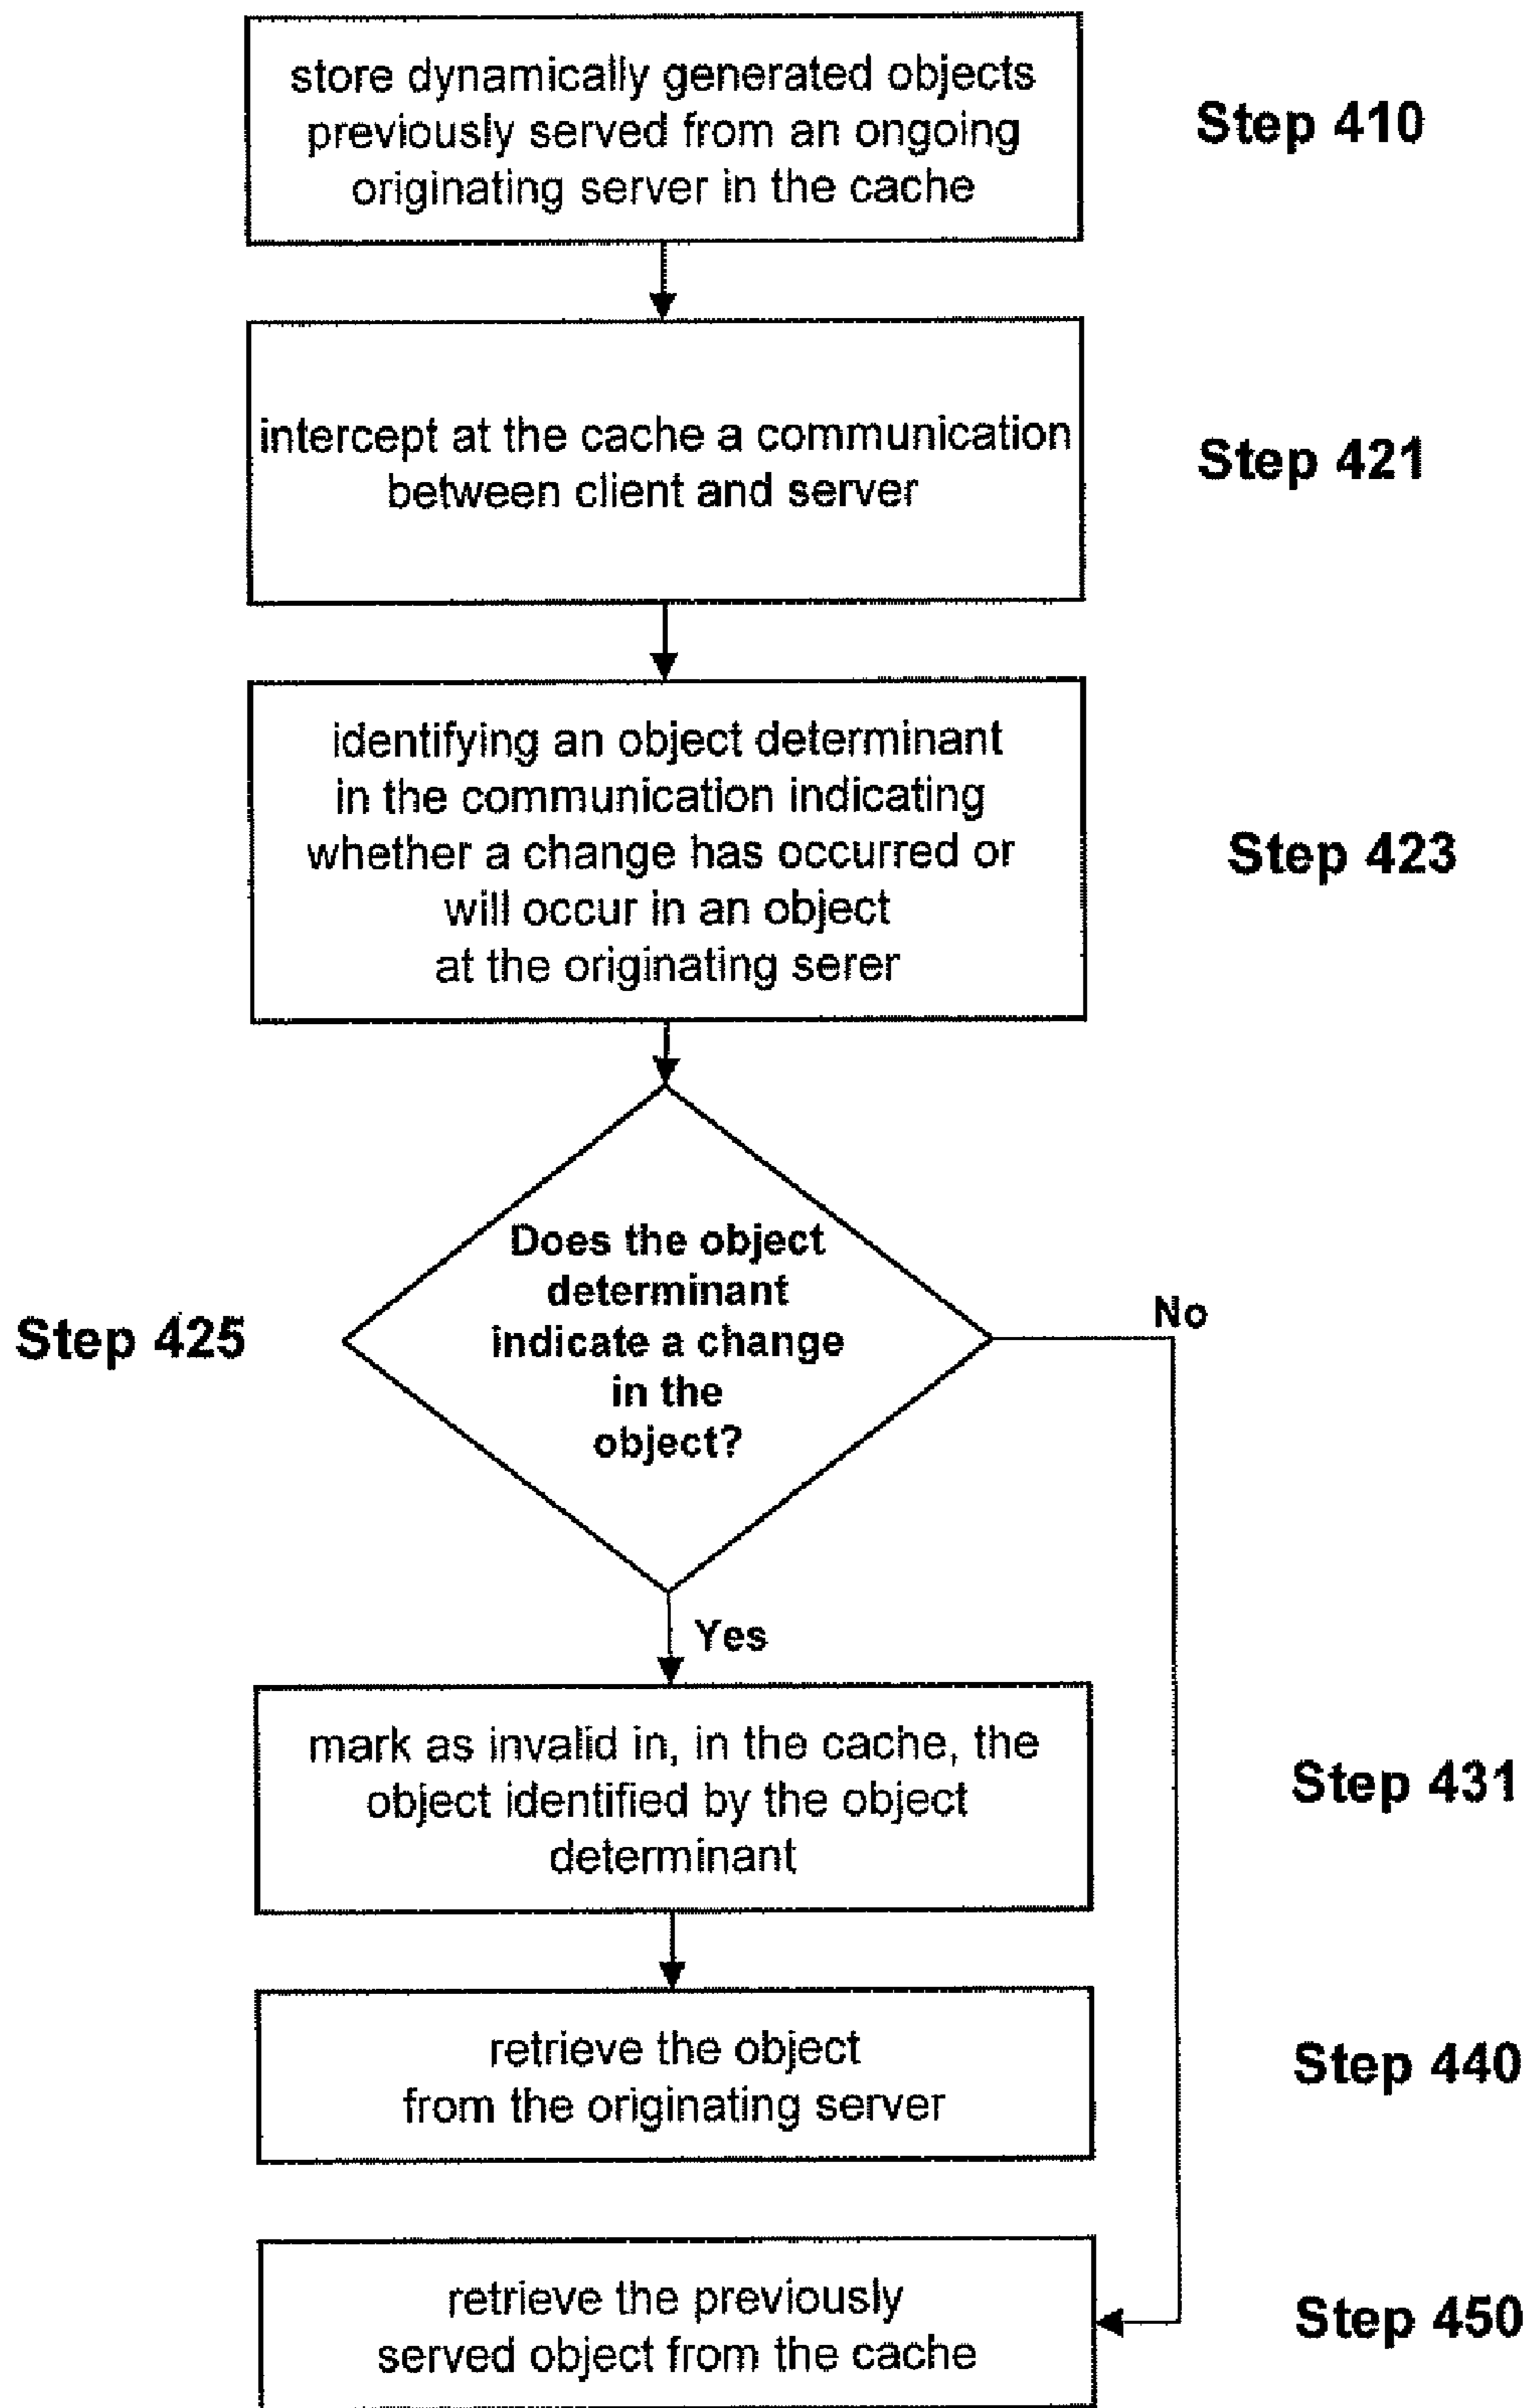 store dynamically generated objects
previously served from an ongoing
originating server in the cache
Step 410
intercept at the cache a communication
between client and server
Step 421
identifying an object determinant
in the communication indicating
whether a change has occurred or
will occur in an object
at the originating serer
Step 423
Does the object
determinant
indicate a change
in the
object?
Step 425
No
Yes
mark as invalid in, in the cache, the
object identified by the object
determinant
Step 431
retrieve the object
from the originating server
Step 440
retrieve the previously
served object from the cache
Step 450